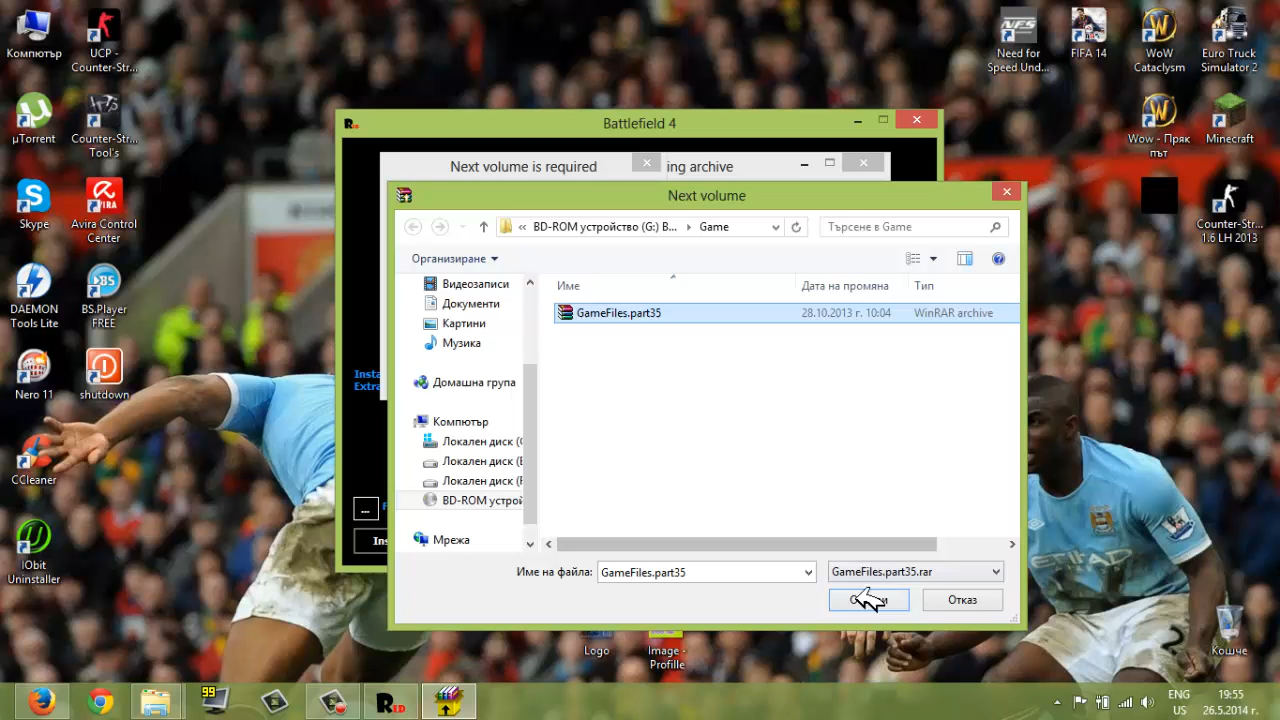 Компютър
UCP -
Counter-Str...
µTorrent
Counter-Str...
Tool's
Skype
Avira Control
Center
DAEMON
Tools Lite
BS.Player
FREE
Nero 11
shutdown
CCleaner
IObit
Uninstaller
Need for
Speed Und...
FIFA 14
WoW
Cataclysm
Euro Truck
Simulator 2
Wow - Пряк
път
Minecraft
Counter-Str...
1.6 LH 2013
Кошче
Logo
Image -
Profille
Battlefield 4
Next volume is required
ing archive
Insta
Extra
...
Ins
Next volume
« BD-ROM устройство (G:) B... Game
Търсене в Game
Организиране
Видеозаписи
Документи
Картини
Музика
Домашна група
Компютър
Локален диск (
Локален диск (
Локален диск (
BD-ROM устрой
Мрежа
Име
Дата на промяна
Тип
GameFiles.part35
28.10.2013 г. 10:04
WinRAR archive
Име на файла:
GameFiles.part35
GameFiles.part35.rar
Отказ
99
RID
ENG
US
19:55
26.5.2014 г.